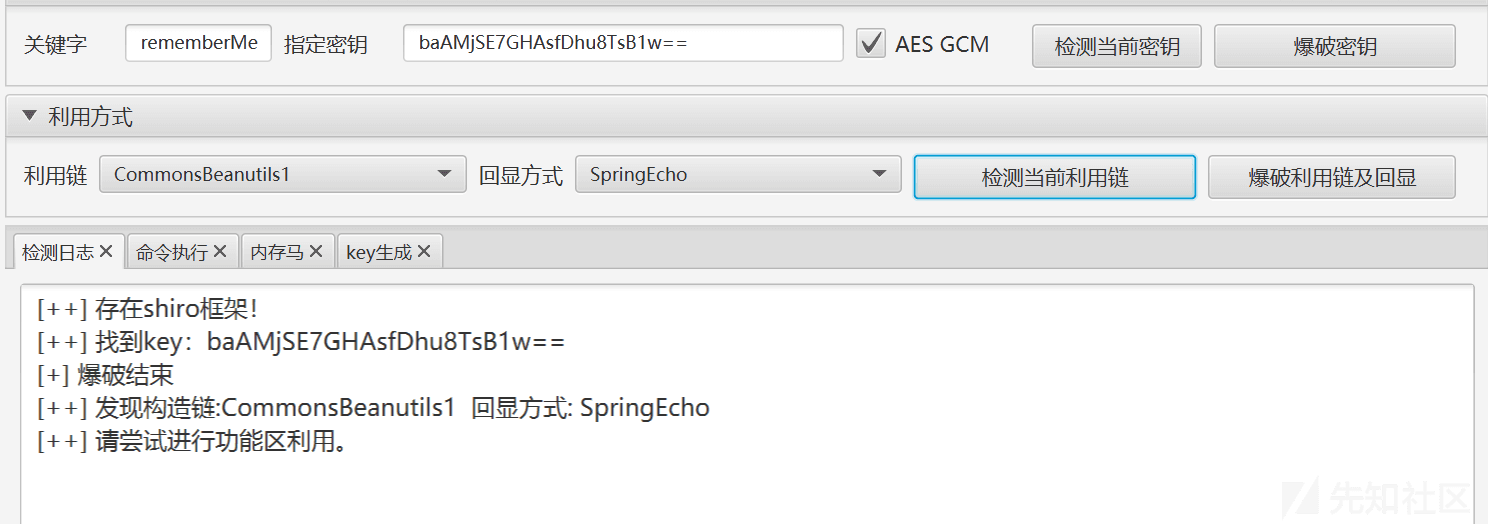 关键字 rememberMe 指定密钥 baAMjSE7GHAsfDhu8TsB1w== AES GCM 检测当前密钥 爆破密钥
利用方式
利用链 CommonsBeanutils1 回显方式 SpringEcho 检测当前利用链 爆破利用链及回显
检测日志 命令执行 内存马 key生成
[++] 存在shiro框架!
[++] 找到key：baAMjSE7GHAsfDhu8TsB1w==
[+] 爆破结束
[++] 发现构造链:CommonsBeanutils1 回显方式: SpringEcho
[++] 请尝试进行功能区利用。
先知社区